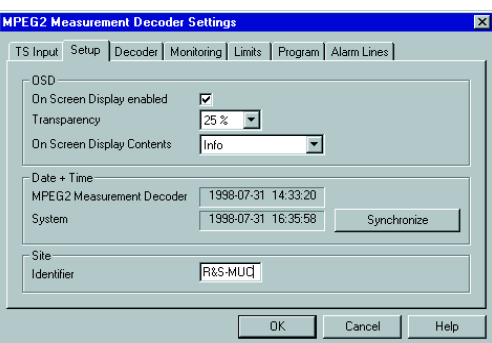 MPEG2 Measurement Decoder Settings
TS Input Setup Decoder Monitoring Limits Program Alarm Lines
OSD
On Screen Display enabled
Transparency 25 %
On Screen Display Contents Info
Date + Time
MPEG2 Measurement Decoder 1998-07-31 14:33:20
System 1998-07-31 16:35:58 Synchronize
Site
Identifier R&S-MUC
OK Cancel Help